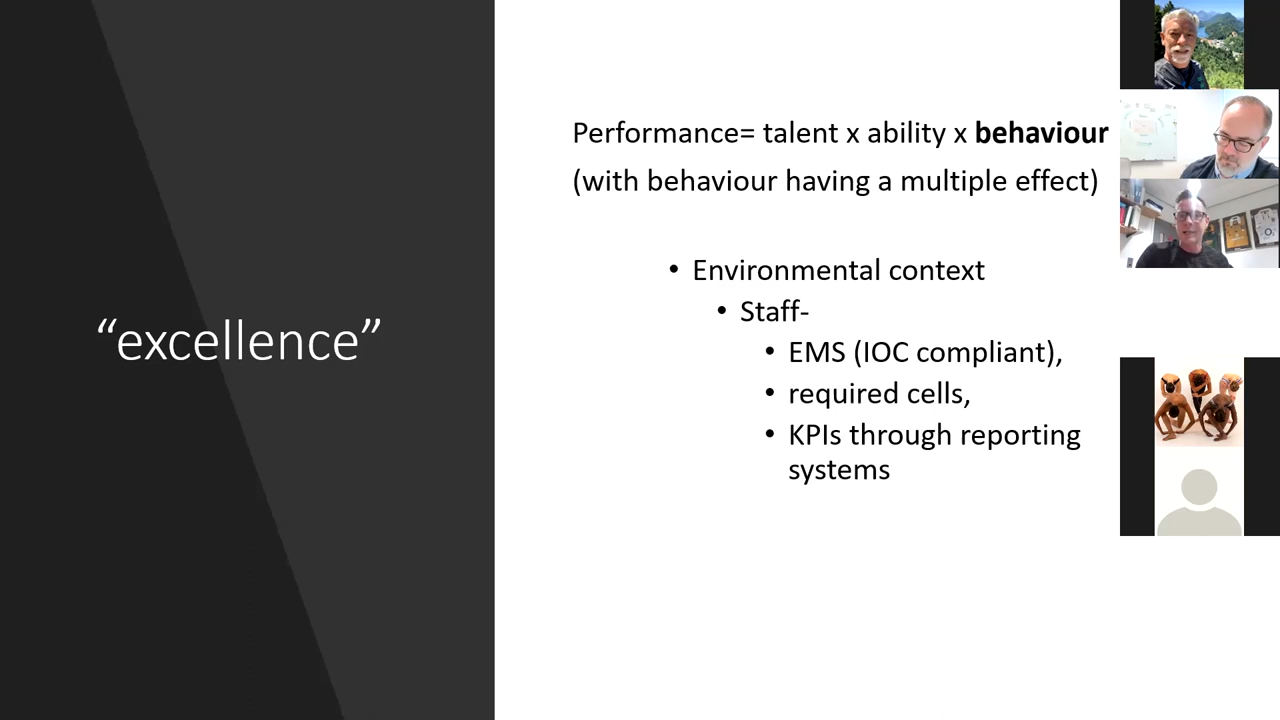 “excellence”
Performance= talent x ability x behaviour
(with behaviour having a multiple effect)
• Environmental context
• Staff-
• EMS (IOC compliant),
• required cells,
• KPIs through reporting
systems